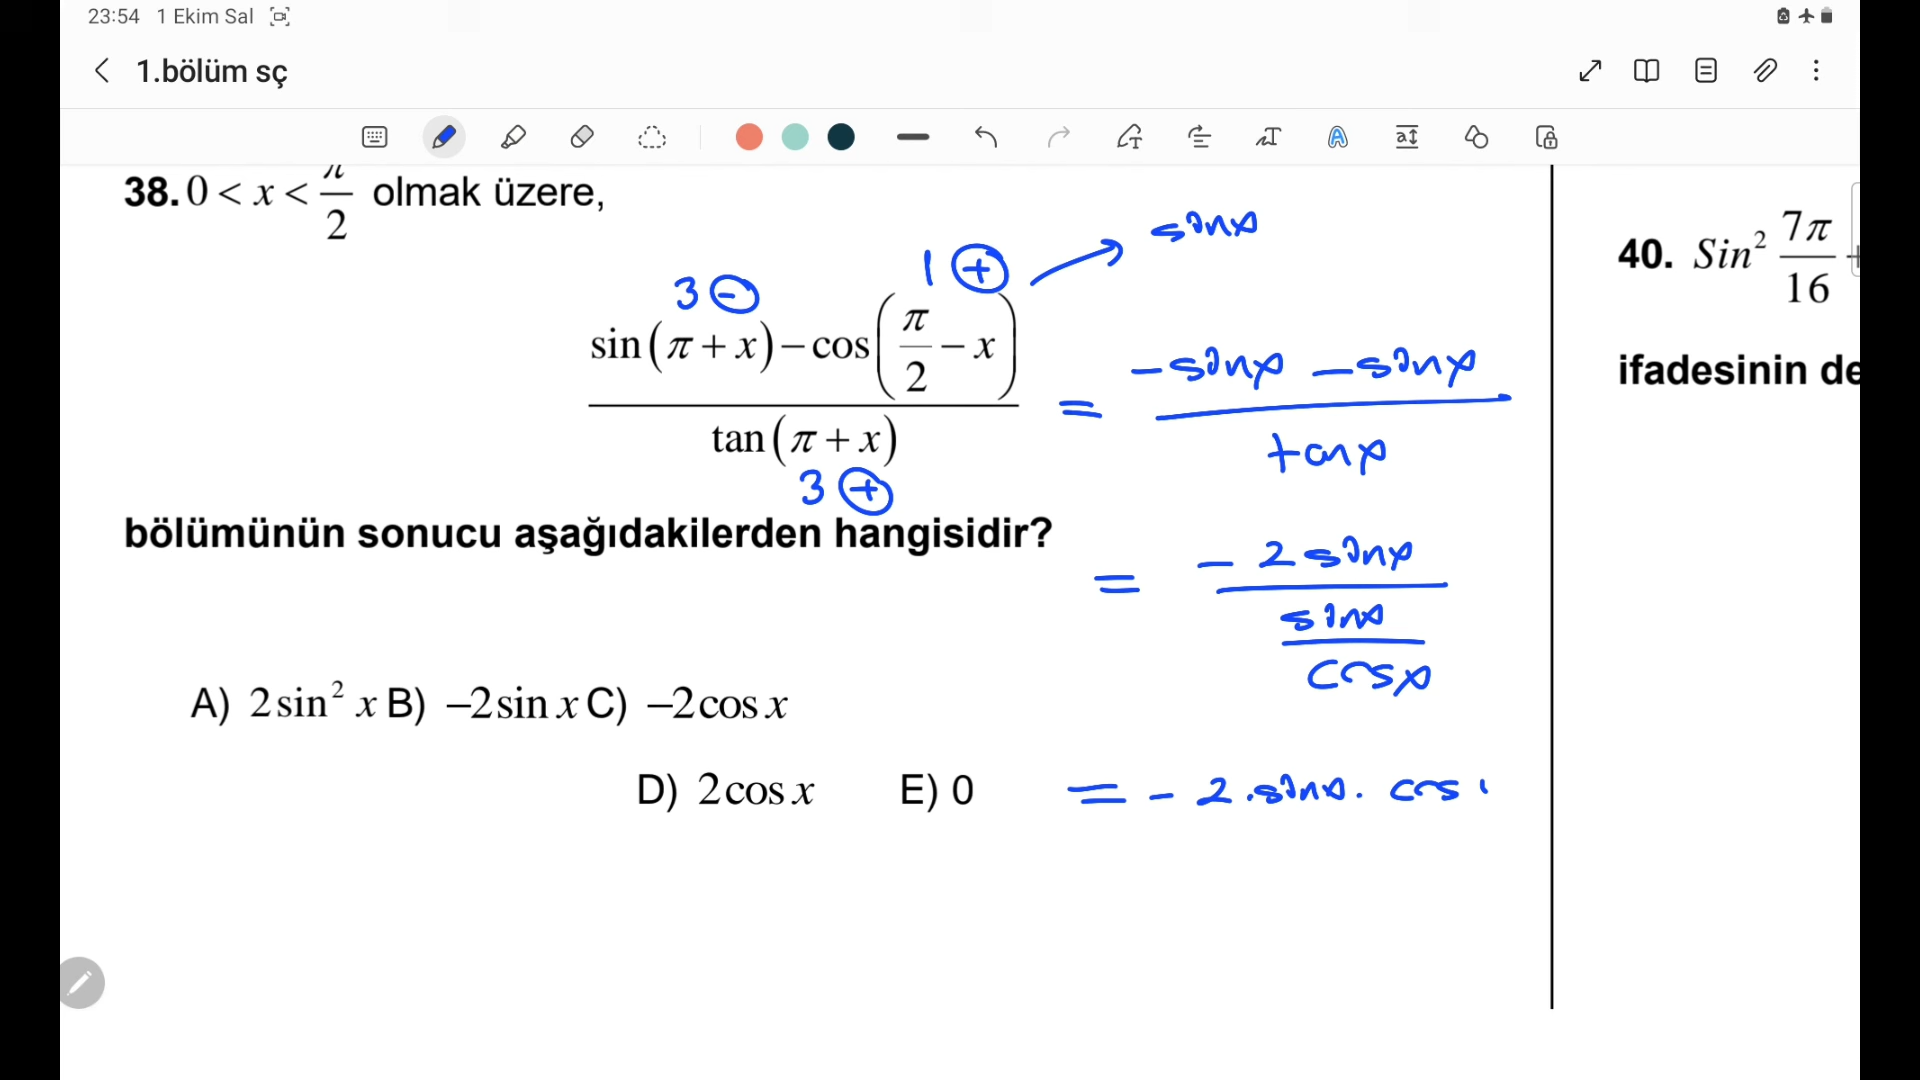 23:54 1 Ekim Sal
1.bölüm sç
38. 0 < x < π/2 olmak üzere,
3 ⊖ 1 ⊕ → sinx
(sin(π + x) − cos(π/2 − x)) / tan(π + x) = (−sinx − sinx) / tanx
3 ⊕
bölümünün sonucu aşağıdakilerden hangisidir?
= −2sinx / (sinx / cosx)
A) 2sin² x B) −2sin x C) −2cos x
D) 2cos x E) 0
= −2.sinx. cos
40. Sin² 7π/16 +
ifadesinin de